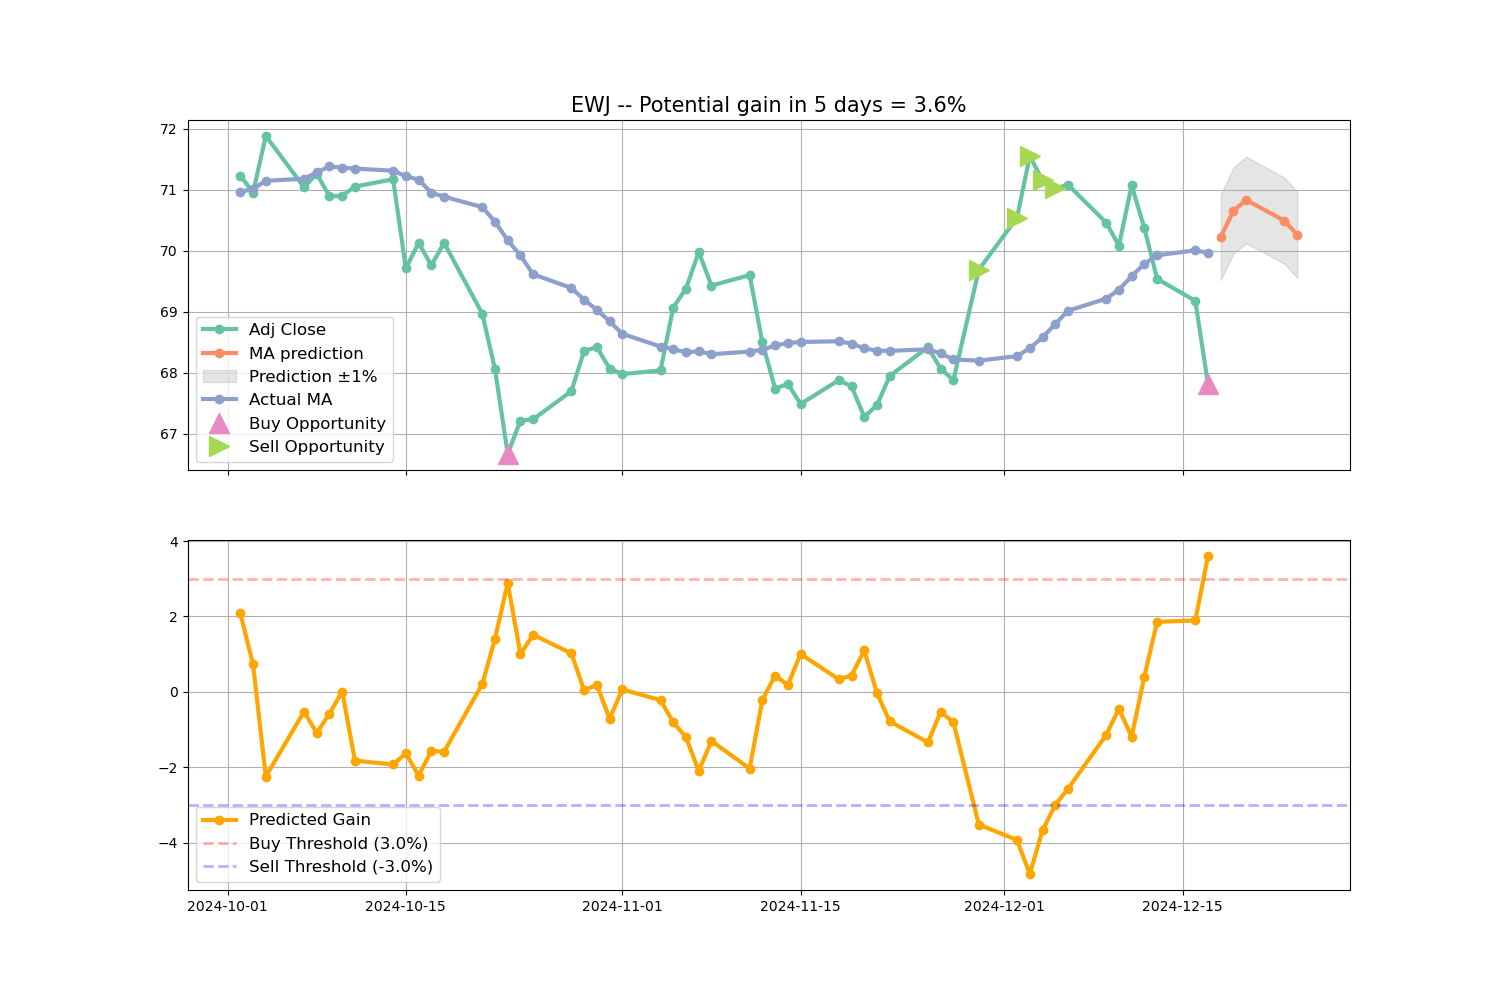 EWJ -- Potential gain in 5 days = 3.6%
72
71
70
69
68
67
Adj Close
MA prediction
Prediction ±1%
Actual MA
Buy Opportunity
Sell Opportunity
4
2
0
−2
−4
Predicted Gain
Buy Threshold (3.0%)
Sell Threshold (-3.0%)
2024-10-01
2024-10-15
2024-11-01
2024-11-15
2024-12-01
2024-12-15